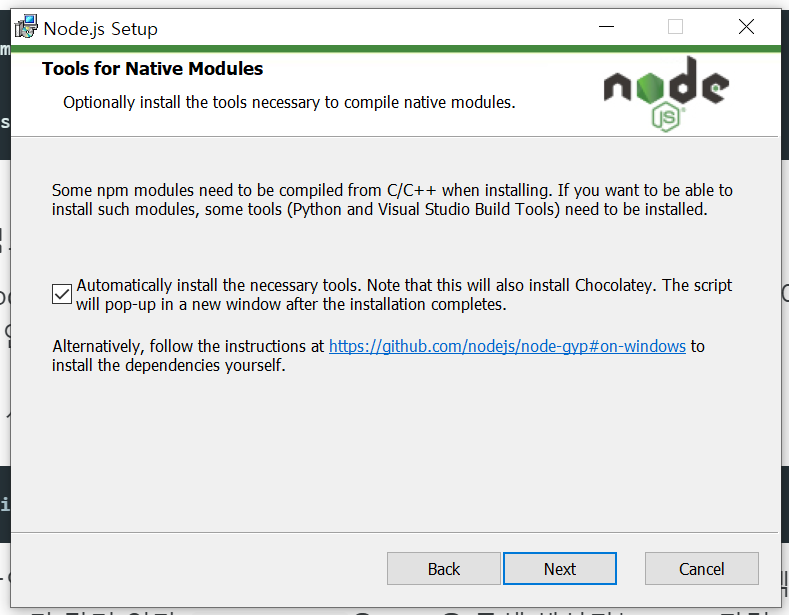 Node.js Setup
Tools for Native Modules
Optionally install the tools necessary to compile native modules.
node
JS
Some npm modules need to be compiled from C/C++ when installing. If you want to be able to
install such modules, some tools (Python and Visual Studio Build Tools) need to be installed.
Automatically install the necessary tools. Note that this will also install Chocolatey. The script
will pop-up in a new window after the installation completes.
Alternatively, follow the instructions at https://github.com/nodejs/node-gyp#on-windows to
install the dependencies yourself.
Back
Next
Cancel